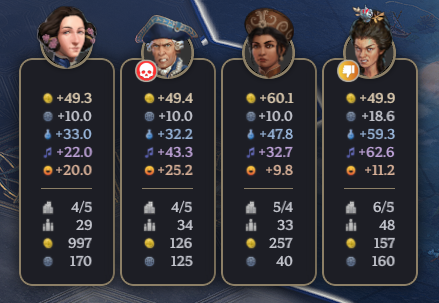 +49.3 +49.4 +60.1 +49.9
+10.0 +10.0 +10.0 +18.6
+33.0 +32.2 +47.8 +59.3
+22.0 +43.3 +32.7 +62.6
+20.0 +25.2 +9.8 +11.2
4/5 4/5 5/4 6/5
29 34 33 48
997 126 257 157
170 125 40 160